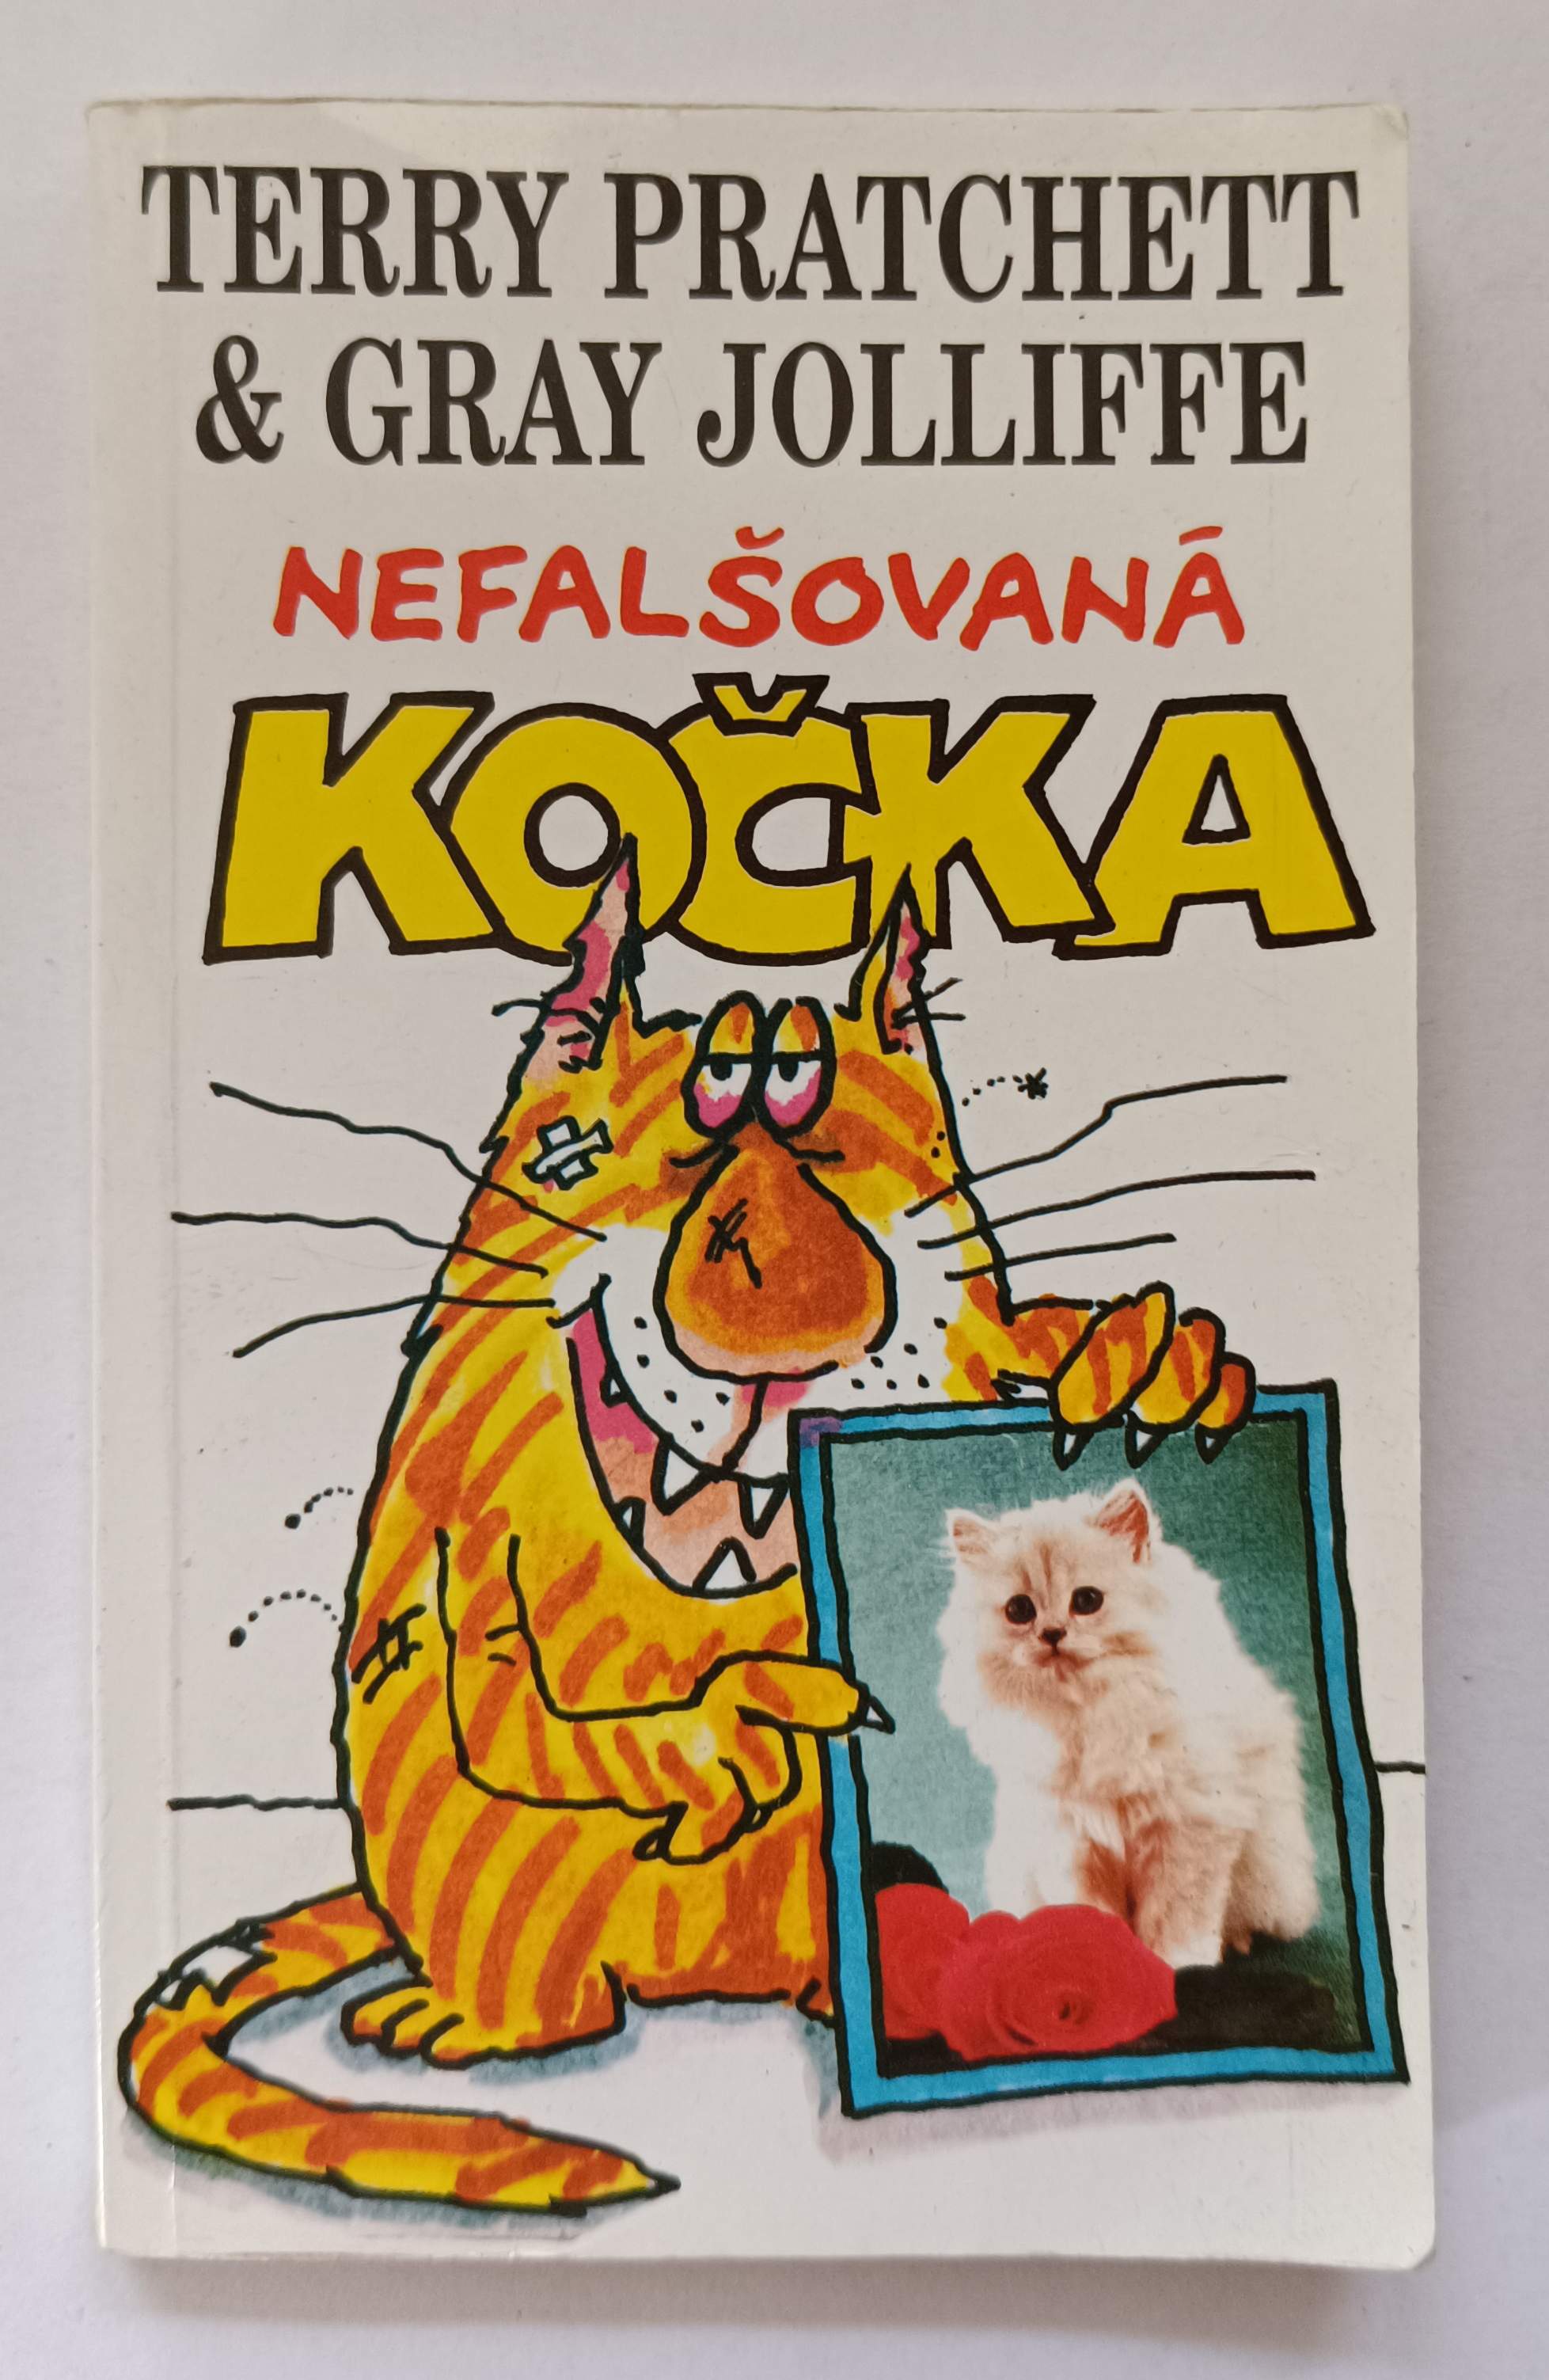 TERRY PRATCHETT
& GRAY JOLLIFFE
NEFALŠOVANÁ
KOČKA